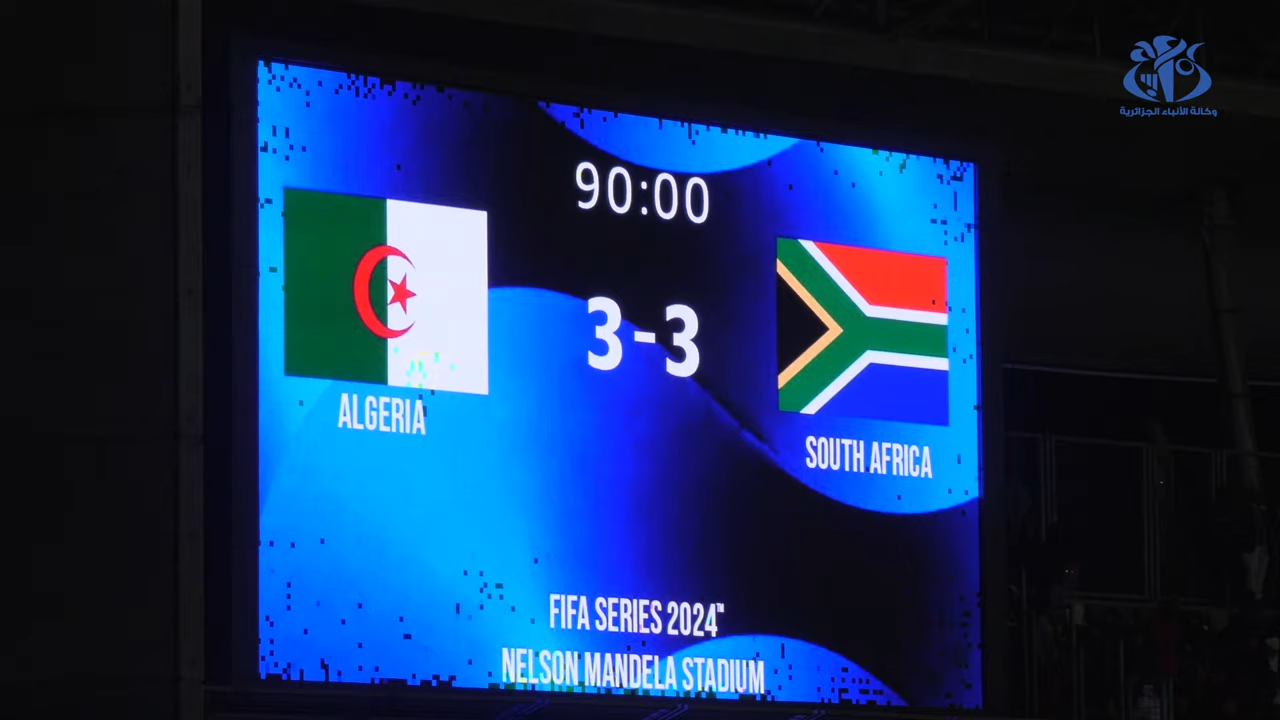 وكالة الأنباء الجزائرية
90:00
3-3
ALGERIA
SOUTH AFRICA
FIFA SERIES 2024™
NELSON MANDELA STADIUM